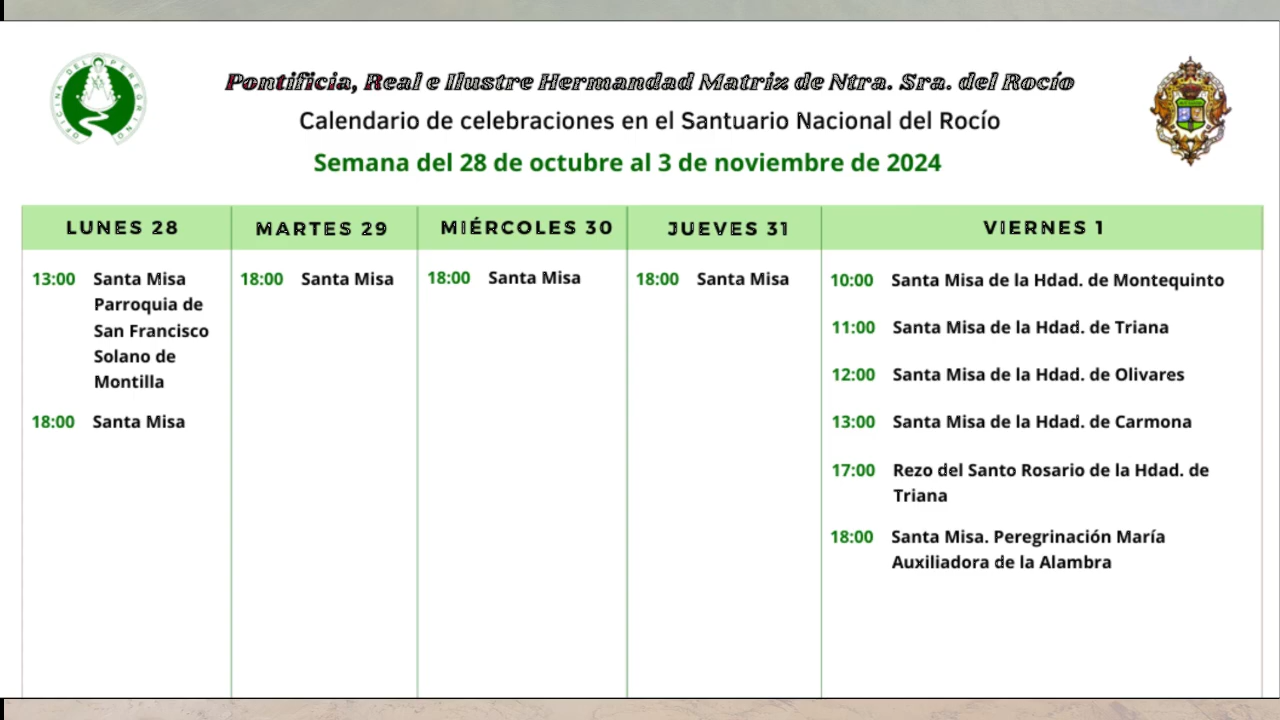 OFICINA DEL PEREGRINO
Pontificia, Real e Ilustre Hermandad Matriz de Ntra. Sra. del Rocío
Calendario de celebraciones en el Santuario Nacional del Rocío
Semana del 28 de octubre al 3 de noviembre de 2024
LUNES 28
13:00 Santa Misa
Parroquia de
San Francisco
Solano de
Montilla
18:00 Santa Misa
MARTES 29
18:00 Santa Misa
MIÉRCOLES 30
18:00 Santa Misa
JUEVES 31
18:00 Santa Misa
VIERNES 1
10:00 Santa Misa de la Hdad. de Montequinto
11:00 Santa Misa de la Hdad. de Triana
12:00 Santa Misa de la Hdad. de Olivares
13:00 Santa Misa de la Hdad. de Carmona
17:00 Rezo del Santo Rosario de la Hdad. de
Triana
18:00 Santa Misa. Peregrinación María
Auxiliadora de la Alambra